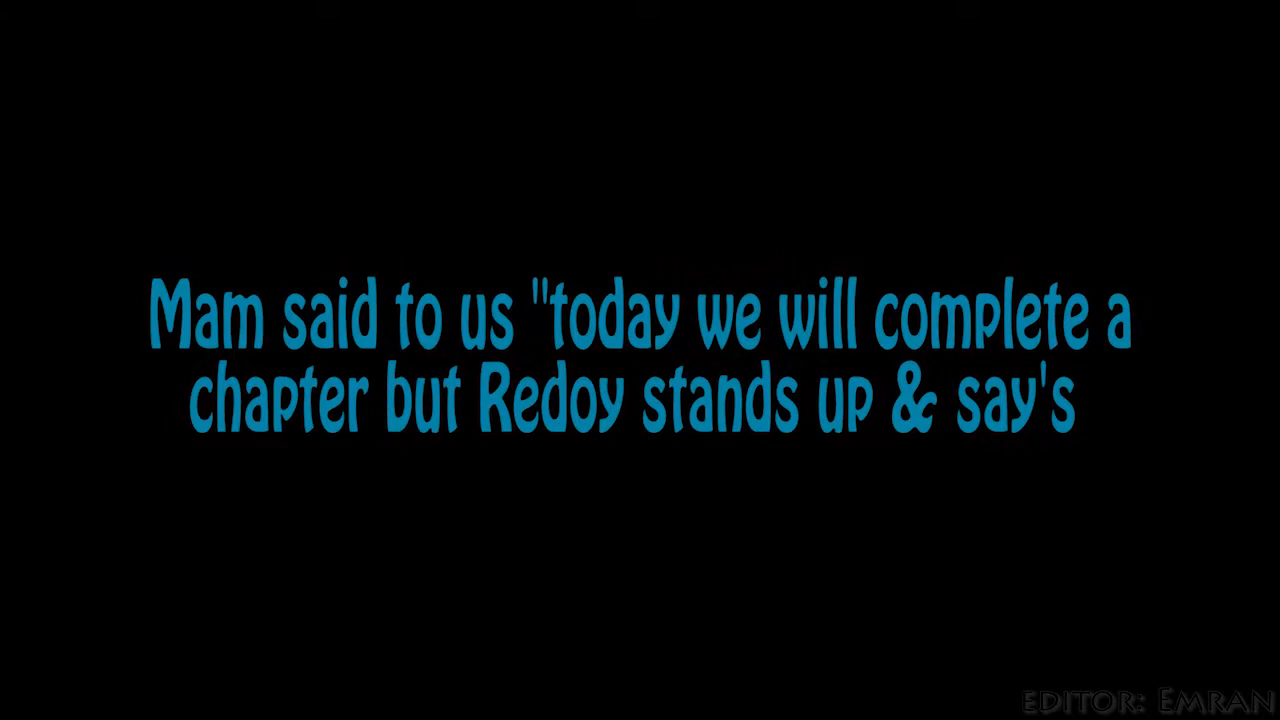 Mam said to us "today we will complete a
chapter but Redoy stands up & say's
EDITOR: EMRAN